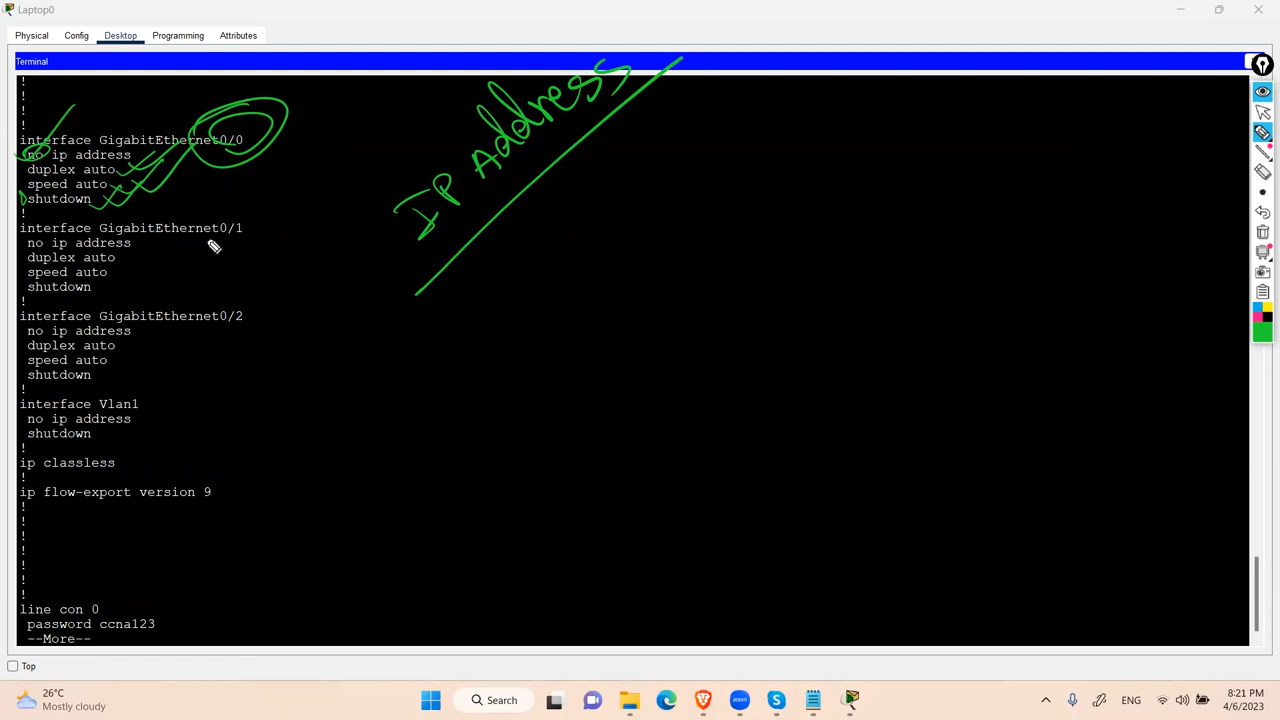 Laptop0
Physical Config Desktop Programming Attributes
Terminal
!
!
!
!
interface GigabitEthernet0/0
no ip address
duplex auto
speed auto
shutdown
!
interface GigabitEthernet0/1
no ip address
duplex auto
speed auto
shutdown
!
interface GigabitEthernet0/2
no ip address
duplex auto
speed auto
shutdown
!
interface Vlan1
no ip address
shutdown
!
ip classless
!
ip flow-export version 9
!
!
!
!
!
!
!
line con 0
password ccna123
--More--
IP Address
Top
26°C
Mostly cloudy
Search
zoom
ENG
8:21 PM
4/6/2023